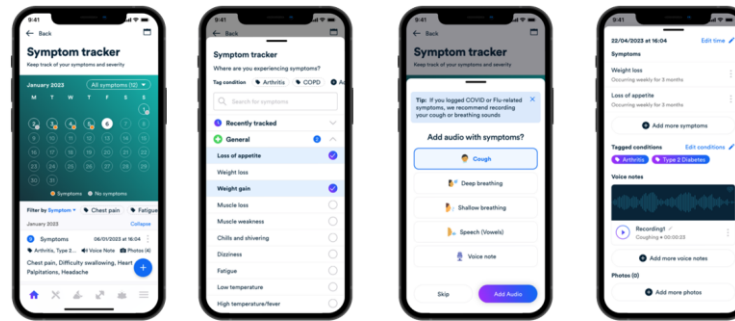 9:41
Back
Symptom tracker
Keep track of your symptoms and severity
January 2023
All symptoms (12)
M T W T F S S
Symptoms
No symptoms
Filter by Symptom
Chest pain
Fatigue
January 2023
Collapse
Symptoms
06/01/2023 at 16:04
Arthritis, Type 2...
Voice Note
Photos (4)
Chest pain, Difficulty swallowing, Heart
Palpitations, Headache
9:41
Back
Symptom tracker
Where are you experiencing symptoms?
Tag condition
Arthritis
COPD
Search for symptoms
Recently tracked
General
2
Loss of appetite
Weight loss
Weight gain
Muscle loss
Muscle weakness
Chills and shivering
Dizziness
Fatigue
Low temperature
High temperature/fever
9:41
Back
Symptom tracker
Keep track of your symptoms and severity
Tip: If you logged COVID or Flu related
symptoms, we recommend recording
your cough or breathing sounds
Add audio with symptoms?
Cough
Deep breathing
Shallow breathing
Speech (Vowels)
Voice note
Skip
Add Audio
9:41
22/04/2023 at 16:04
Edit time
Symptoms
Weight loss
Occurring weekly for 3 months
Loss of appetite
Occurring weekly for 3 months
Add more symptoms
Tagged conditions
Edit conditions
Arthritis
Type 2 Diabetes
Voice notes
Recording1
Coughing • 00:00:25
Add more voice notes
Photos (0)
Add more photos